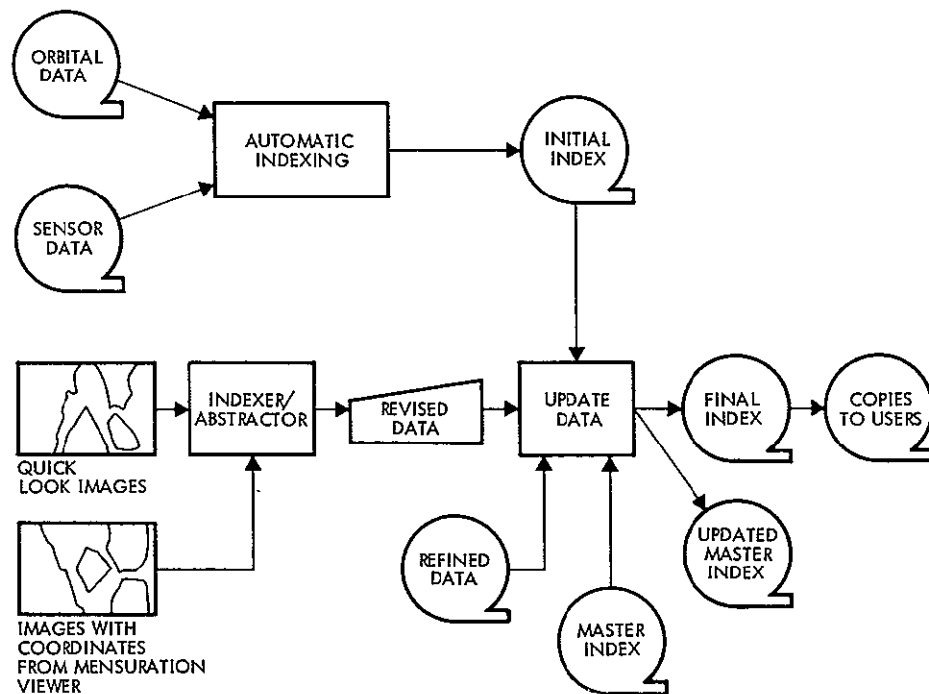 ORBITAL
DATA
AUTOMATIC
INDEXING
INITIAL
INDEX
SENSOR
DATA
QUICK
LOOK IMAGES
INDEXER/
ABSTRACTOR
REVISED
DATA
UPDATE
DATA
FINAL
INDEX
COPIES
TO USERS
IMAGES WITH
COORDINATES
FROM MENSURATION
VIEWER
REFINED
DATA
MASTER
INDEX
UPDATED
MASTER
INDEX